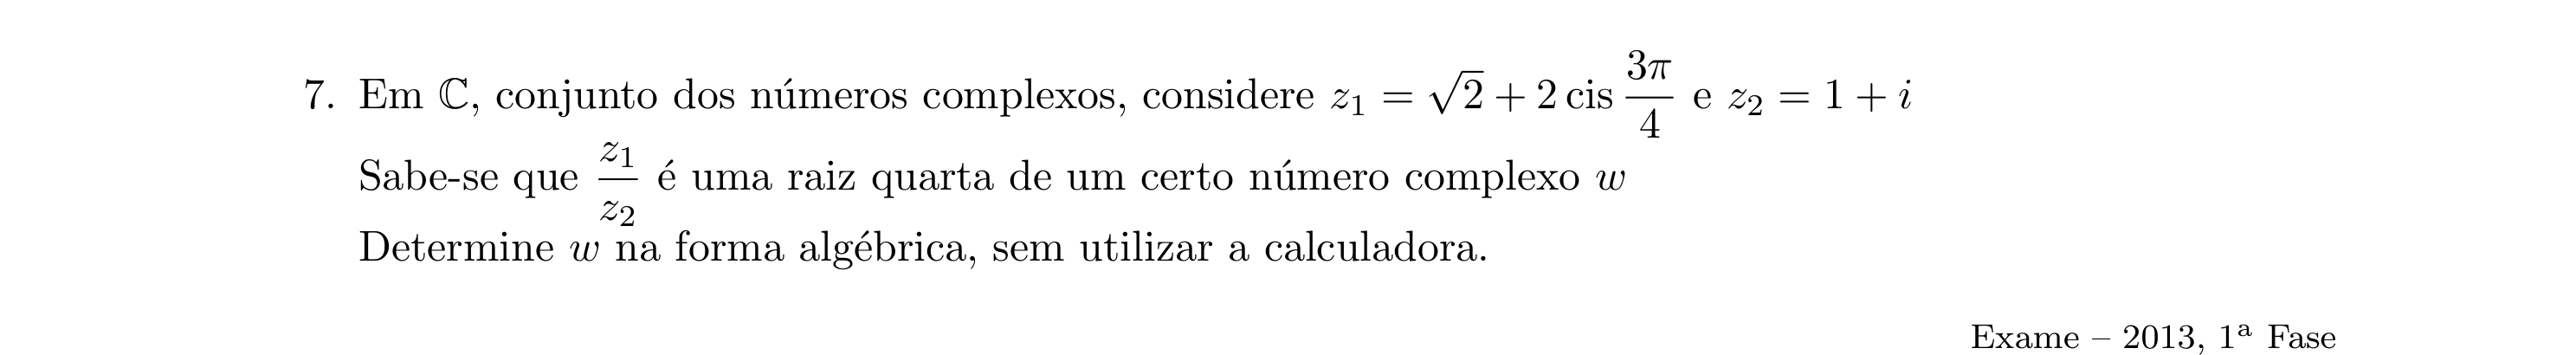 7. Em ℂ, conjunto dos números complexos, considere z₁ = √2 + 2 cis 3π/4 e z₂ = 1 + i
Sabe-se que z₁/z₂ é uma raiz quarta de um certo número complexo w
Determine w na forma algébrica, sem utilizar a calculadora.
Exame – 2013, 1ª Fase